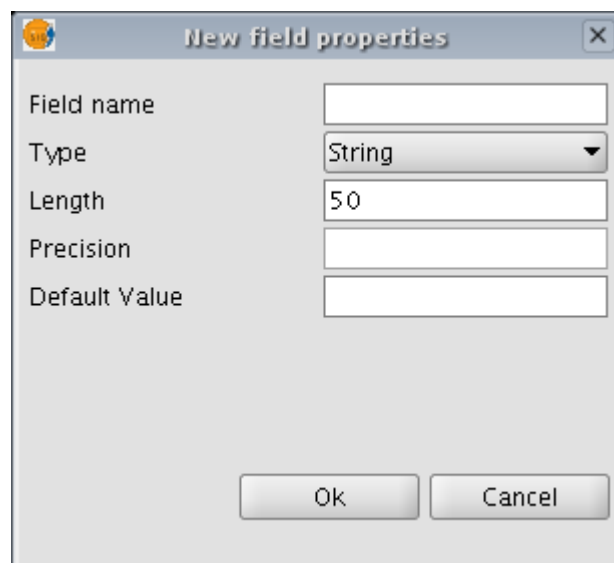 New field properties
Field name
Type String
Length 50
Precision
Default Value
Ok Cancel